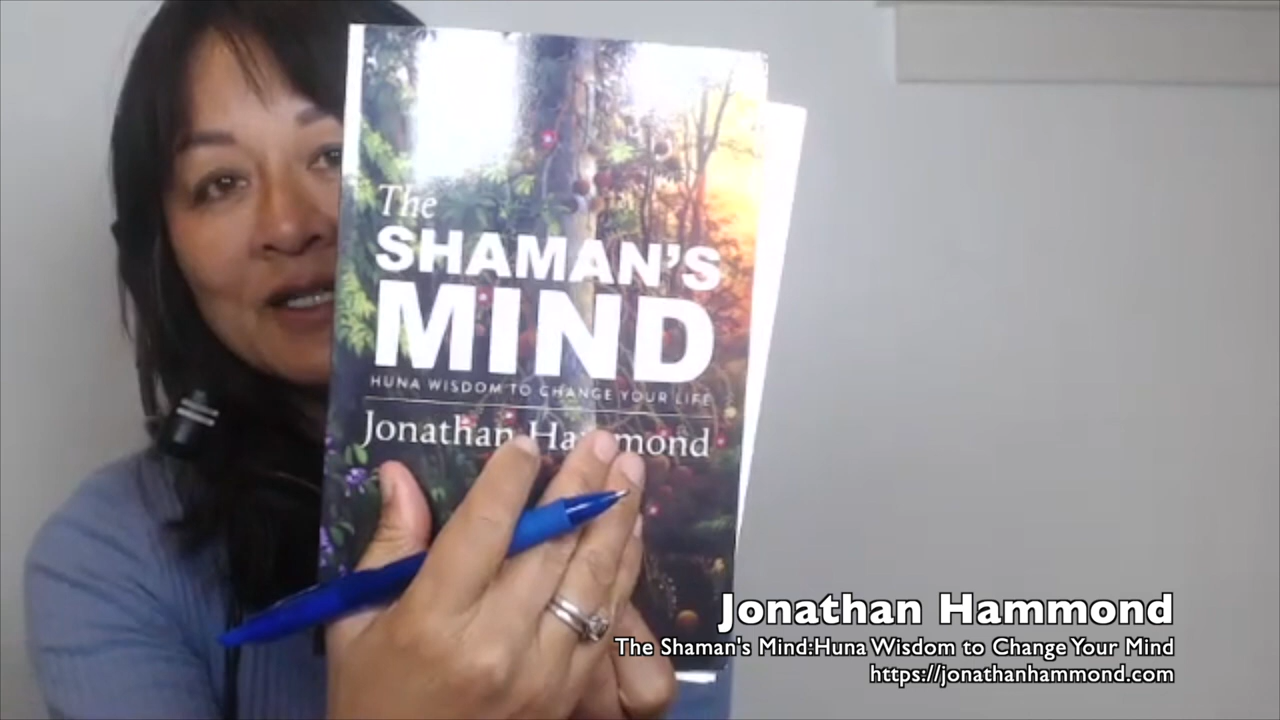 The
SHAMAN'S
MIND
HUNA WISDOM TO CHANGE YOUR LIFE
Jonathan Hammond
Jonathan Hammond
The Shaman's Mind:Huna Wisdom to Change Your Mind
https://jonathanhammond.com